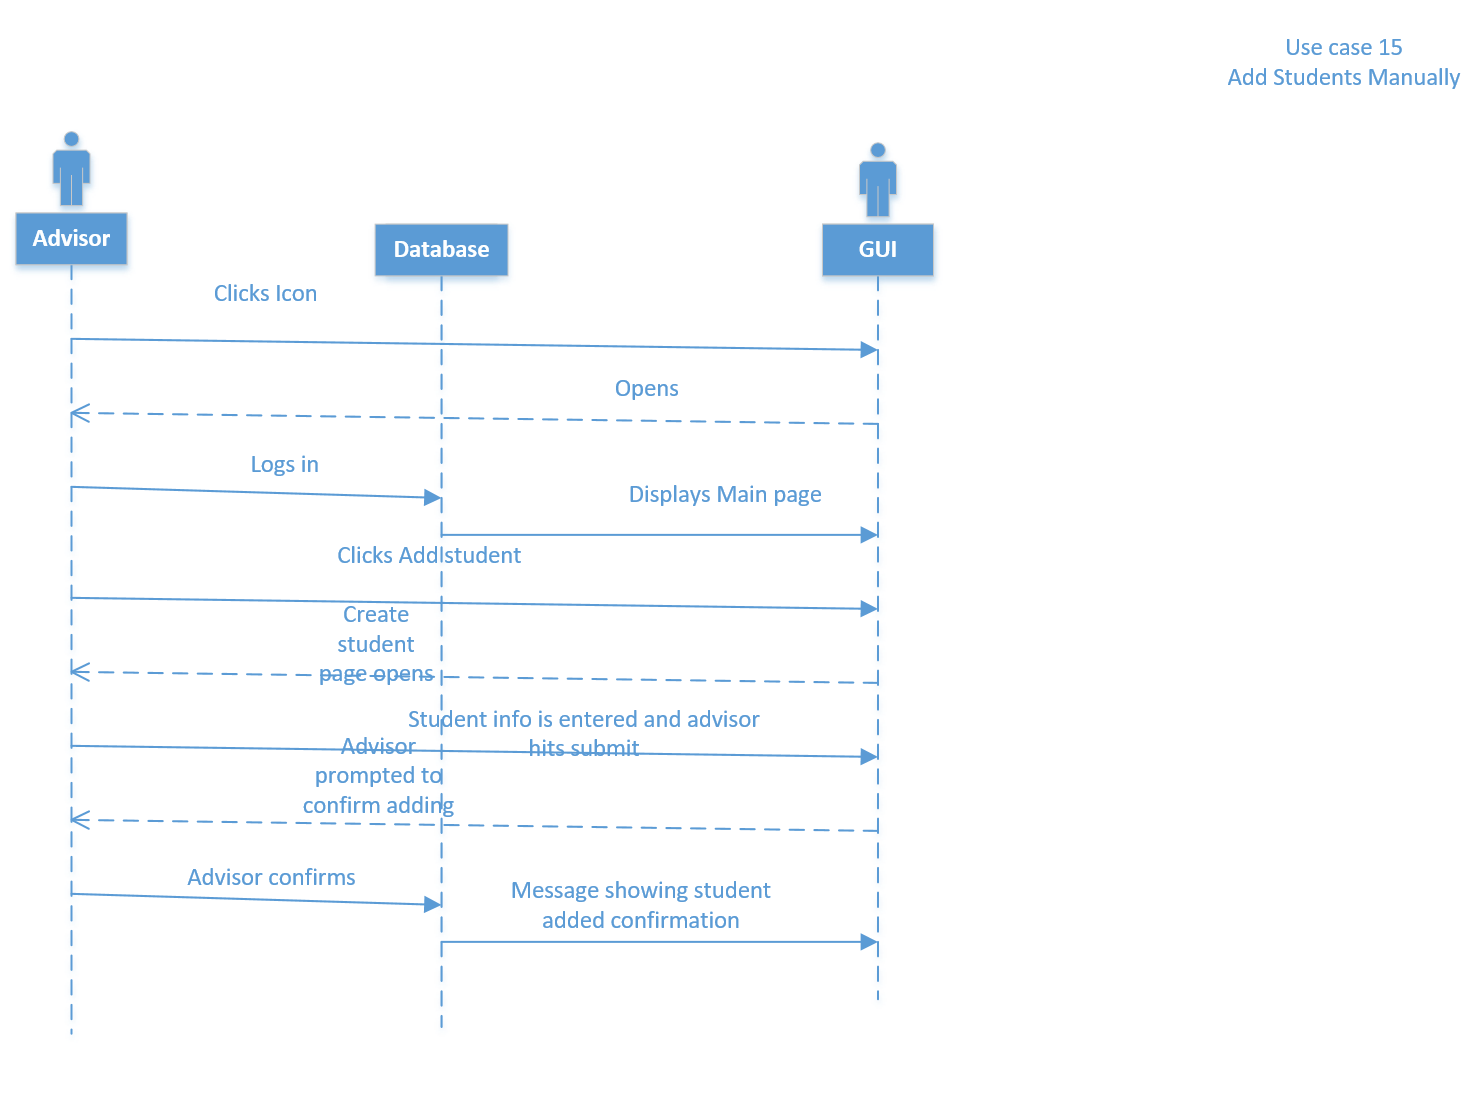 Use case 15
Add Students Manually
Advisor
Database
GUI
Clicks Icon
Opens
Logs in
Displays Main page
Clicks Add student
Create
student
page opens
Student info is entered and advisor
hits submit
Advisor
prompted to
confirm adding
Advisor confirms
Message showing student
added confirmation